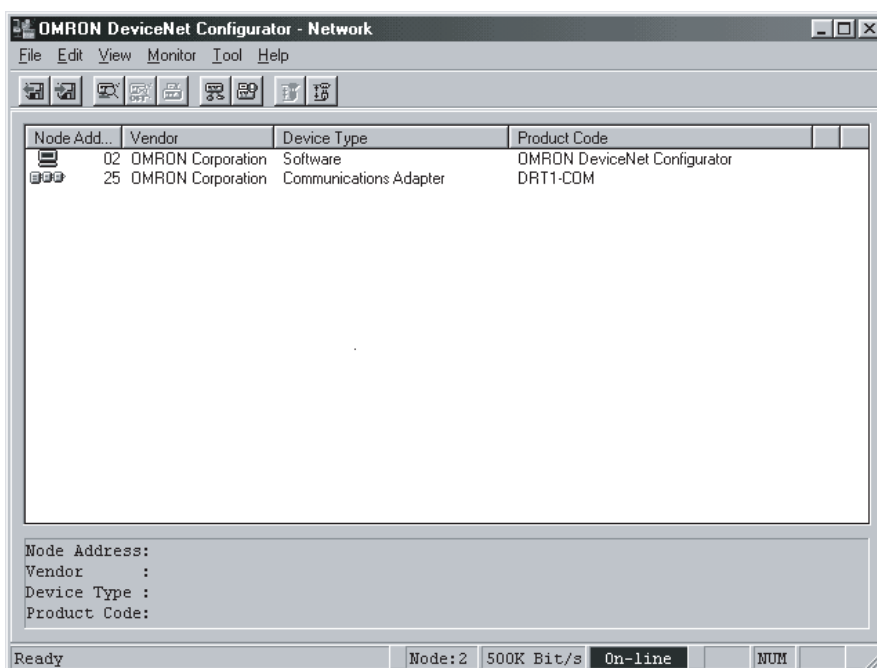 OMRON DeviceNet Configurator - Network
File Edit View Monitor Tool Help
Node Add... Vendor Device Type Product Code
02 OMRON Corporation Software OMRON DeviceNet Configurator
25 OMRON Corporation Communications Adapter DRT1-COM
Node Address:
Vendor :
Device Type :
Product Code:
Ready Node:2 500K Bit/s On-line NUM